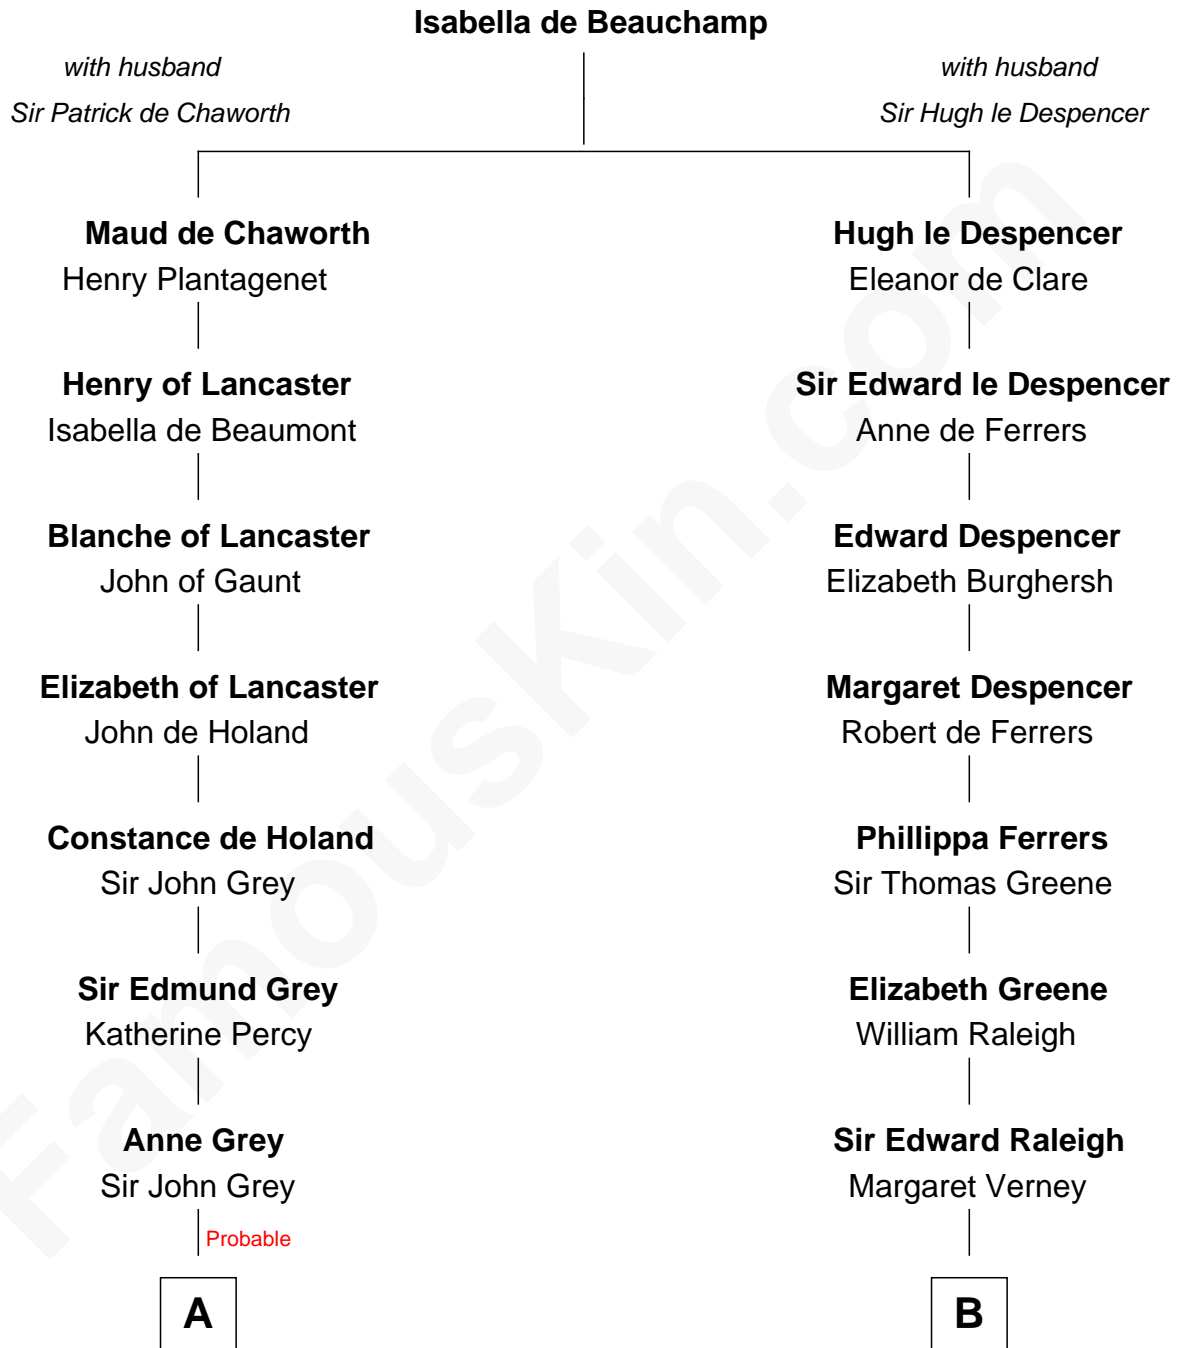 Isabella de Beauchamp
with husband
Sir Patrick de Chaworth
with husband
Sir Hugh le Despencer
Maud de Chaworth
Henry Plantagenet
Hugh le Despencer
Eleanor de Clare
Henry of Lancaster
Isabella de Beaumont
Sir Edward le Despencer
Anne de Ferrers
Blanche of Lancaster
John of Gaunt
Edward Despencer
Elizabeth Burghersh
Elizabeth of Lancaster
John de Holand
Margaret Despencer
Robert de Ferrers
Constance de Holand
Sir John Grey
Phillippa Ferrers
Sir Thomas Greene
Sir Edmund Grey
Katherine Percy
Elizabeth Greene
William Raleigh
Anne Grey
Sir John Grey
Sir Edward Raleigh
Margaret Verney
Probable
A
B
FamousKin.com